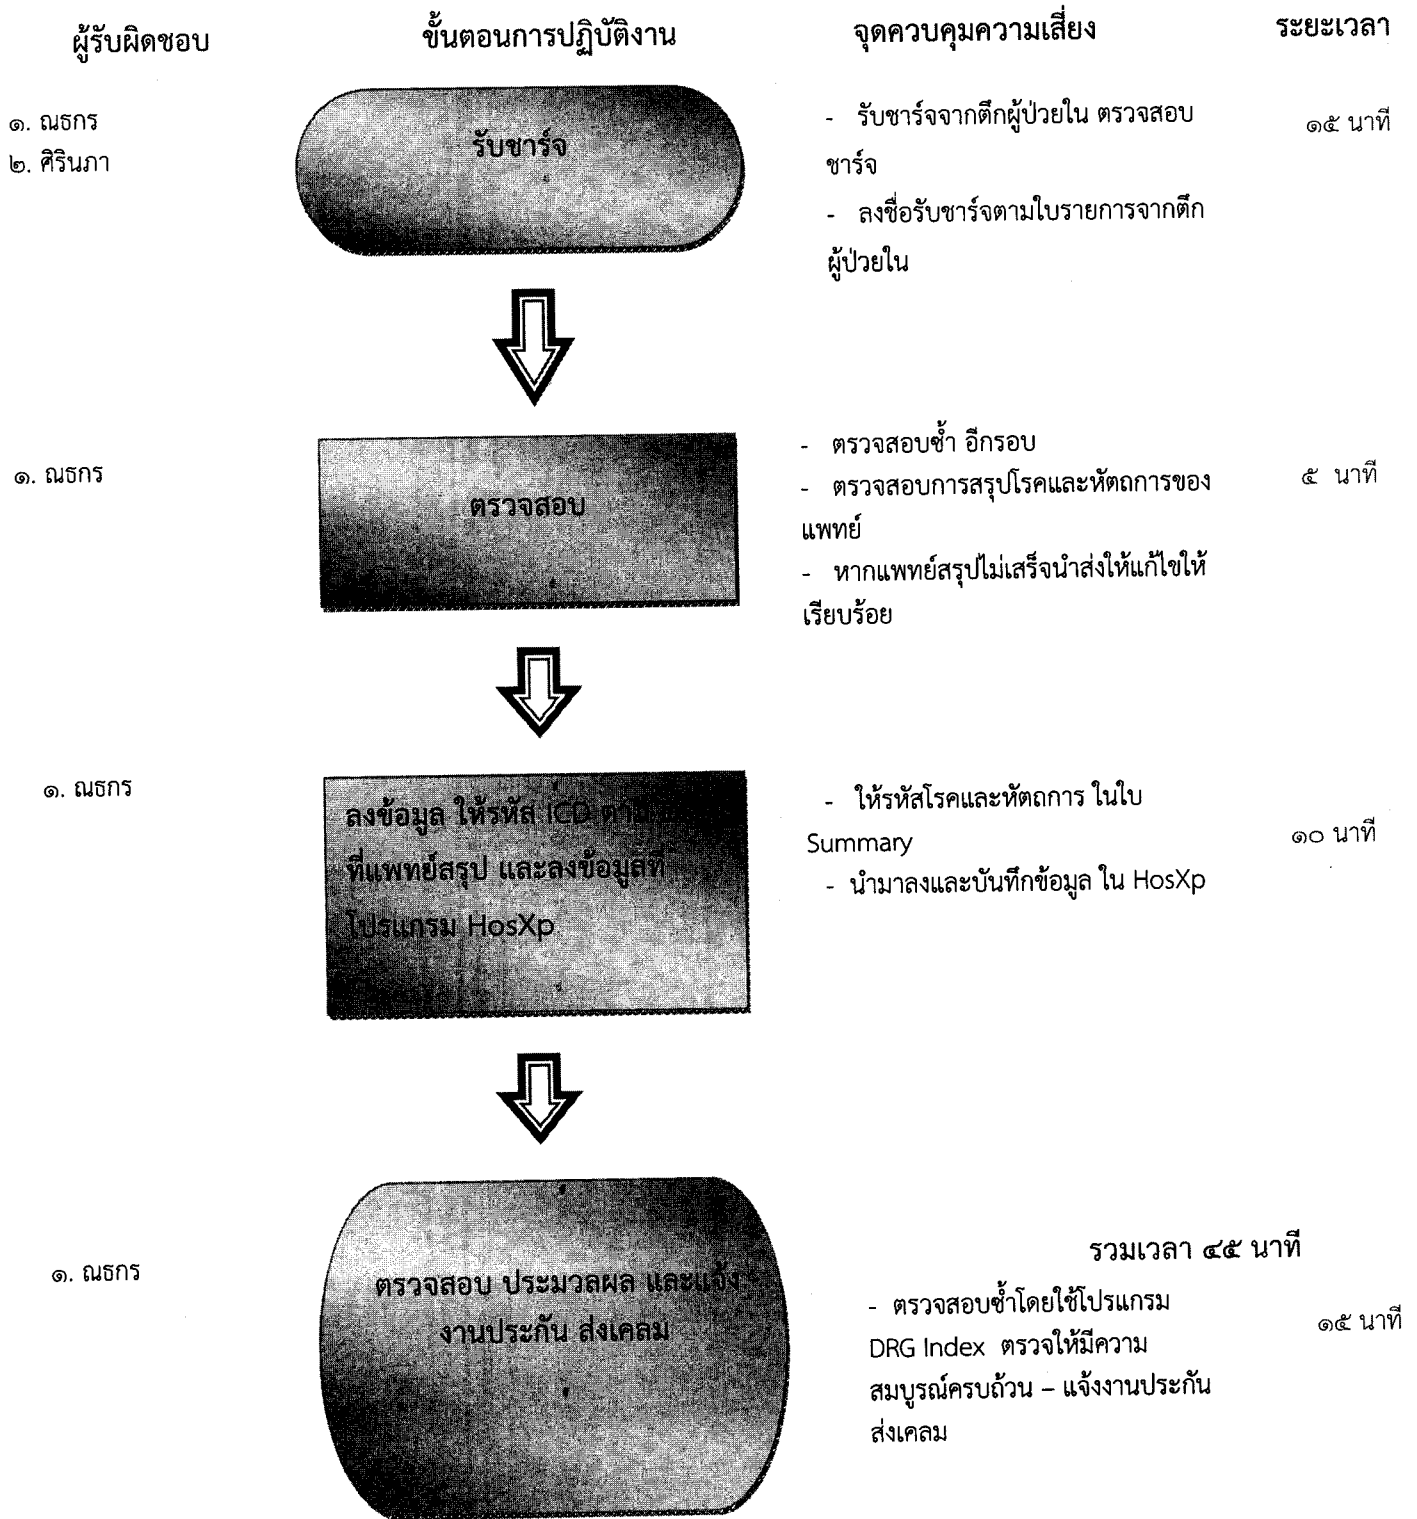 ผู้รับผิดชอบ ขั้นตอนการปฏิบัติงาน จุดควบคุมความเสี่ยง ระยะเวลา
๑. ณธกร
๒. ศิรินภา
รับชาร์จ
- รับชาร์จจากตึกผู้ป่วยใน ตรวจสอบ
ชาร์จ
- ลงชื่อรับชาร์จตามใบรายการจากตึก
ผู้ป่วยใน
๑๕ นาที
๑. ณธกร
ตรวจสอบ
- ตรวจสอบซ้ำ อีกรอบ
- ตรวจสอบการสรุปโรคและหัตถการของ
แพทย์
- หากแพทย์สรุปไม่เสร็จนำส่งให้แก้ไขให้
เรียบร้อย
๕ นาที
๑. ณธกร
ลงข้อมูล ให้รหัส ICD ตาม
ที่แพทย์สรุป และลงข้อมูลที่
โปรแกรม HosXp
- ให้รหัสโรคและหัตถการ ในใบ
Summary
- นำมาลงและบันทึกข้อมูล ใน HosXp
๑๐ นาที
๑. ณธกร
ตรวจสอบ ประมวลผล และแจ้ง
งานประกัน ส่งเคลม
รวมเวลา ๔๕ นาที
- ตรวจสอบซ้ำโดยใช้โปรแกรม
DRG Index ตรวจให้มีความ
สมบูรณ์ครบถ้วน – แจ้งงานประกัน
ส่งเคลม
๑๕ นาที